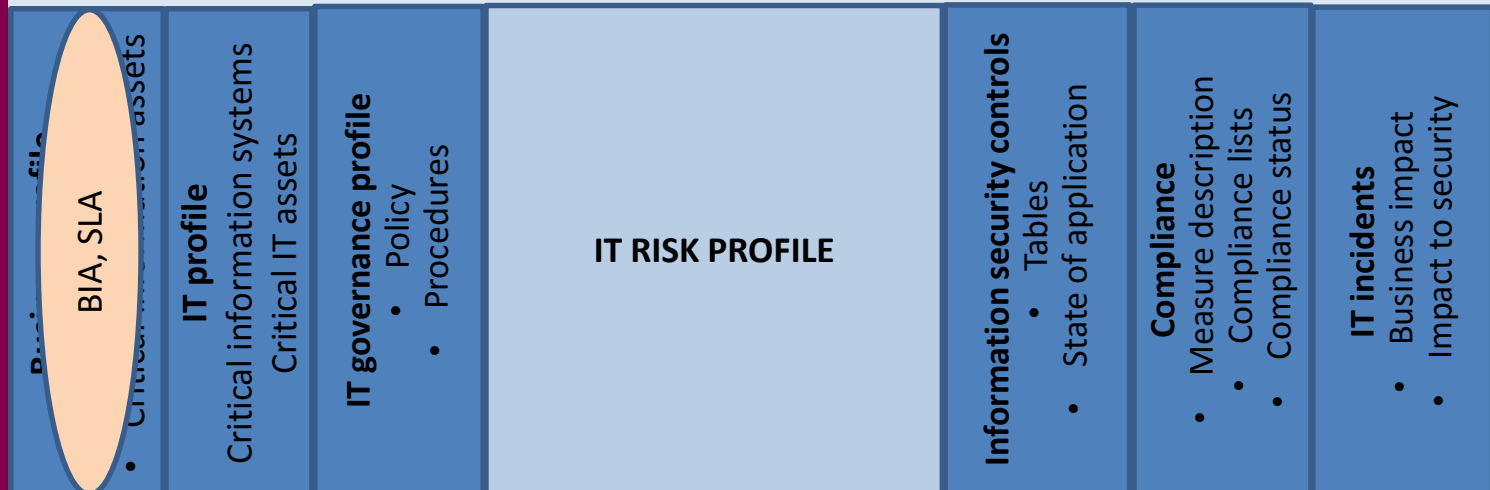 BIA, SLA
assets
IT profile
Critical information systems
Critical IT assets
IT governance profile
• Policy
• Procedures
IT RISK PROFILE
Information security controls
• Tables
• State of application
Compliance
• Measure description
• Compliance lists
• Compliance status
IT incidents
• Business impact
• Impact to security